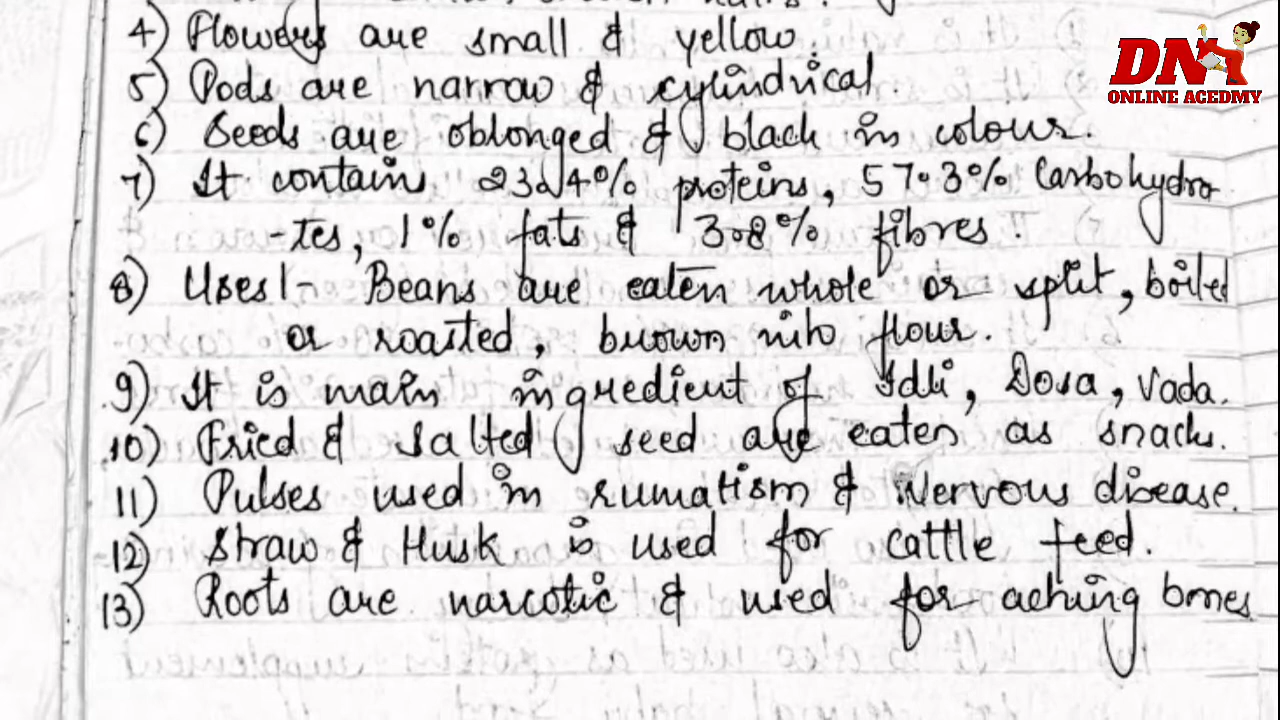 4) Flowers are small & yellow.
DN
ONLINE ACEDMY
5) Pods are narrow & cylindrical.
6) Seeds are oblonged & black in colour.
7) It contains 23.4% proteins, 57.3% Carbohydro
-tes, 1% fats & 3.8% fibres.
8) Uses:- Beans are eaten whole or split, boiled
or roasted, brown into flour.
9) It is main ingredient of Idli, Dosa, Vada.
10) Fried & salted seed are eaten as snacks.
11) Pulses used in rumatism & Nervous disease.
12) Straw & Husk is used for cattle feed.
13) Roots are narcotic & used for aching bones